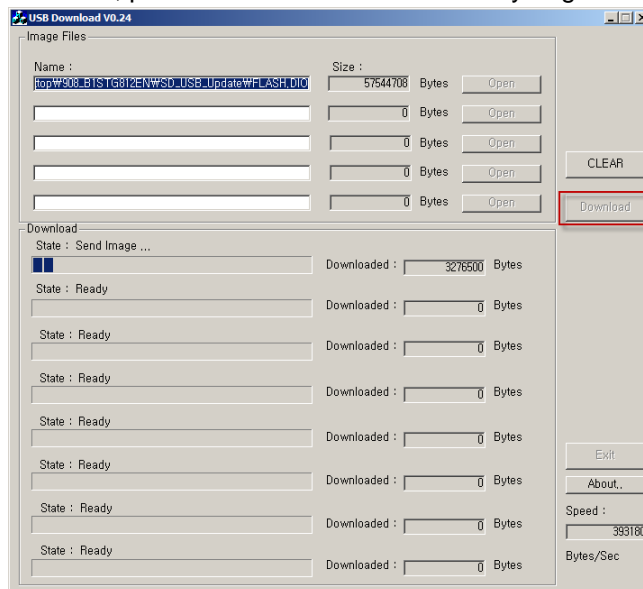 USB Download V0.24
Image Files
Name :
Size :
top₩908_B1STG812EN₩SD_USB_Update₩FLASH.DIO
57544708 Bytes Open
0 Bytes Open
0 Bytes Open
0 Bytes Open
0 Bytes Open
CLEAR
Download
Download
State : Send Image ...
Downloaded : 3276500 Bytes
State : Ready
Downloaded : 0 Bytes
State : Ready
Downloaded : 0 Bytes
State : Ready
Downloaded : 0 Bytes
State : Ready
Downloaded : 0 Bytes
State : Ready
Downloaded : 0 Bytes
State : Ready
Downloaded : 0 Bytes
State : Ready
Downloaded : 0 Bytes
Exit
About..
Speed :
393180
Bytes/Sec